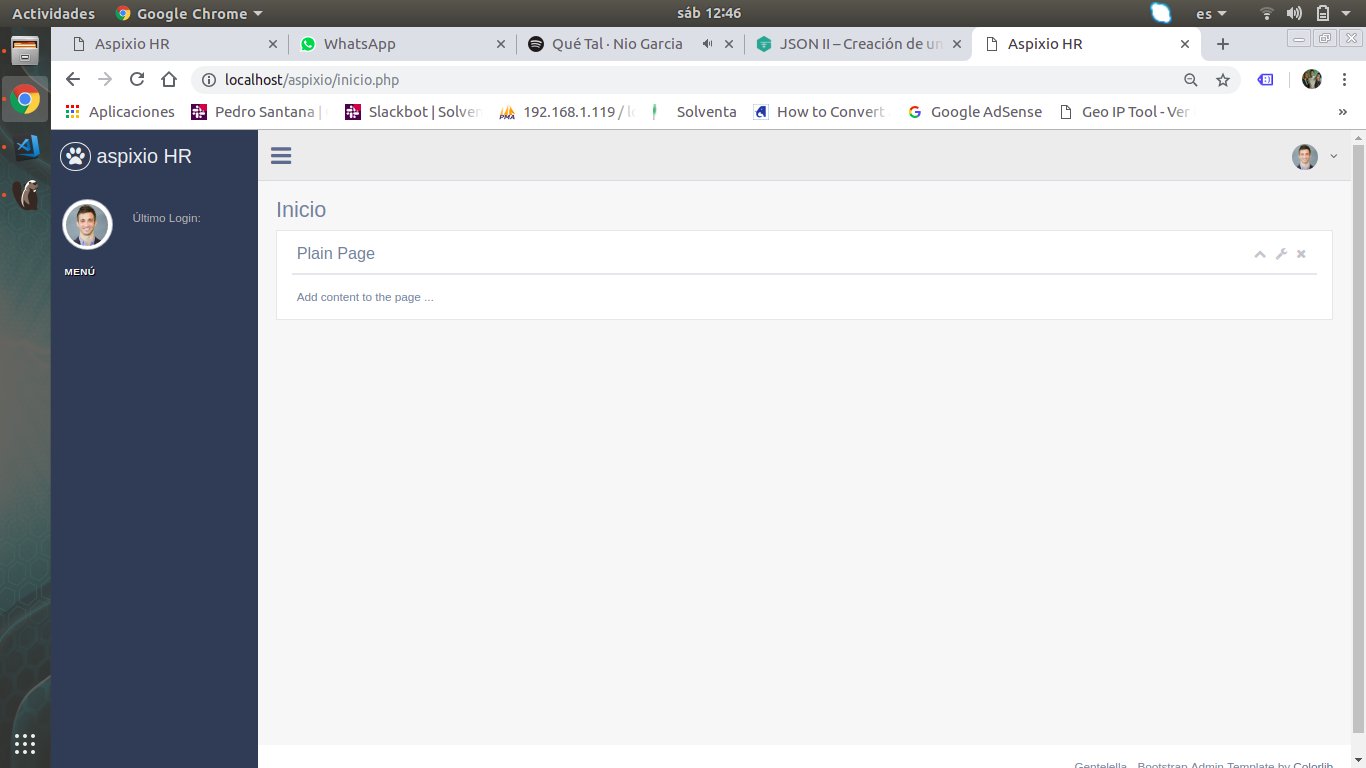 Actividades Google Chrome sáb 12:46 es
Aspixio HR WhatsApp Qué Tal · Nio Garcia JSON II – Creación de un Aspixio HR
localhost/aspixio/inicio.php
Aplicaciones Pedro Santana | Slackbot | Solven 192.168.1.119 / lo Solventa How to Convert Google AdSense Geo IP Tool - Ver »
aspixio HR
Último Login:
MENÚ
Inicio
Plain Page
Add content to the page ...
Gentelella - Bootstrap Admin Template by Colorlib